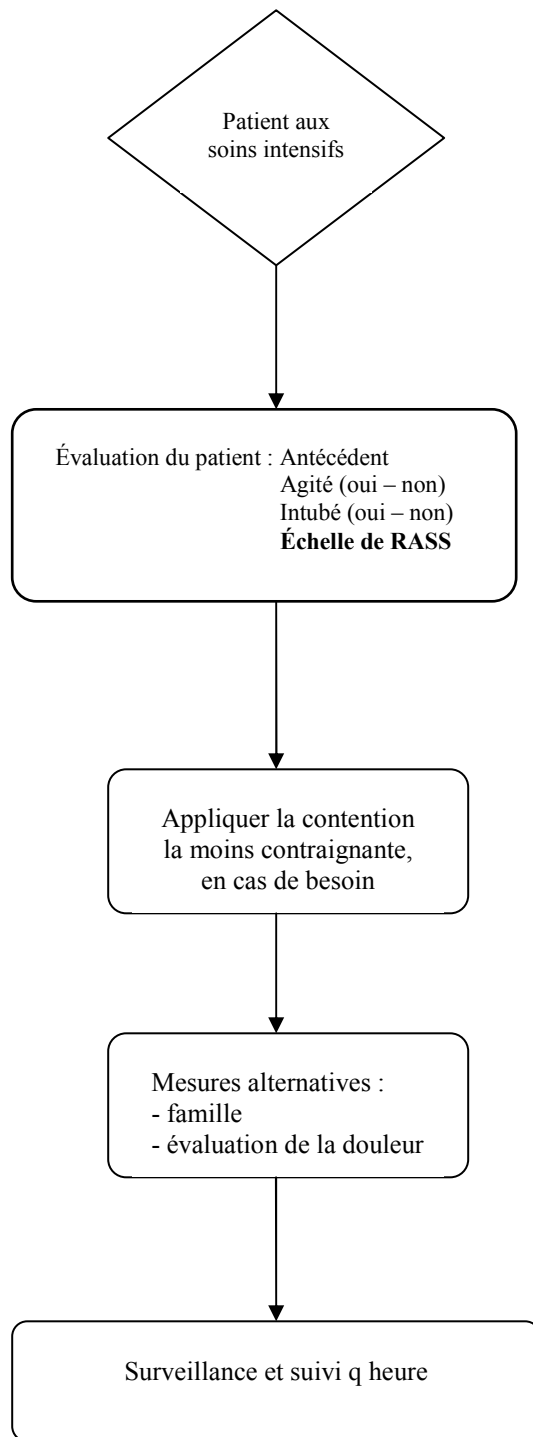 Patient aux
soins intensifs
Évaluation du patient : Antécédent
Agité (oui – non)
Intubé (oui – non)
Échelle de RASS
Appliquer la contention
la moins contraignante,
en cas de besoin
Mesures alternatives :
- famille
- évaluation de la douleur
Surveillance et suivi q heure